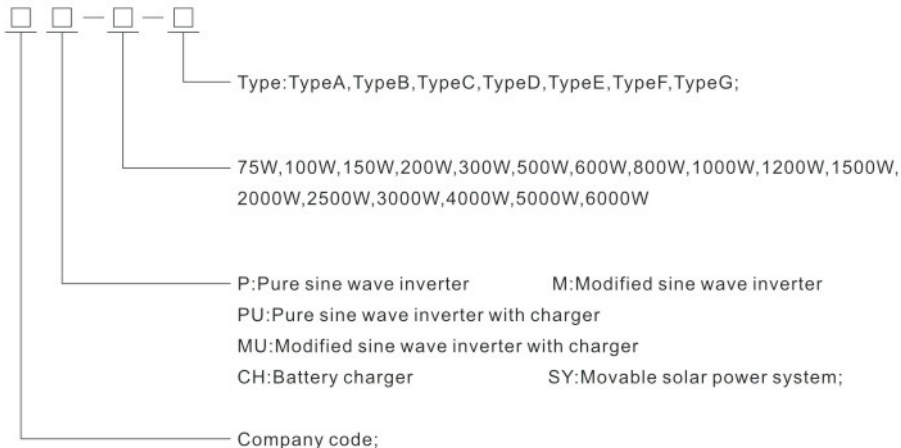 Type:TypeA,TypeB,TypeC,TypeD,TypeE,TypeF,TypeG;
75W,100W,150W,200W,300W,500W,600W,800W,1000W,1200W,1500W,
2000W,2500W,3000W,4000W,5000W,6000W
P:Pure sine wave inverter M:Modified sine wave inverter
PU:Pure sine wave inverter with charger
MU:Modified sine wave inverter with charger
CH:Battery charger SY:Movable solar power system;
Company code;